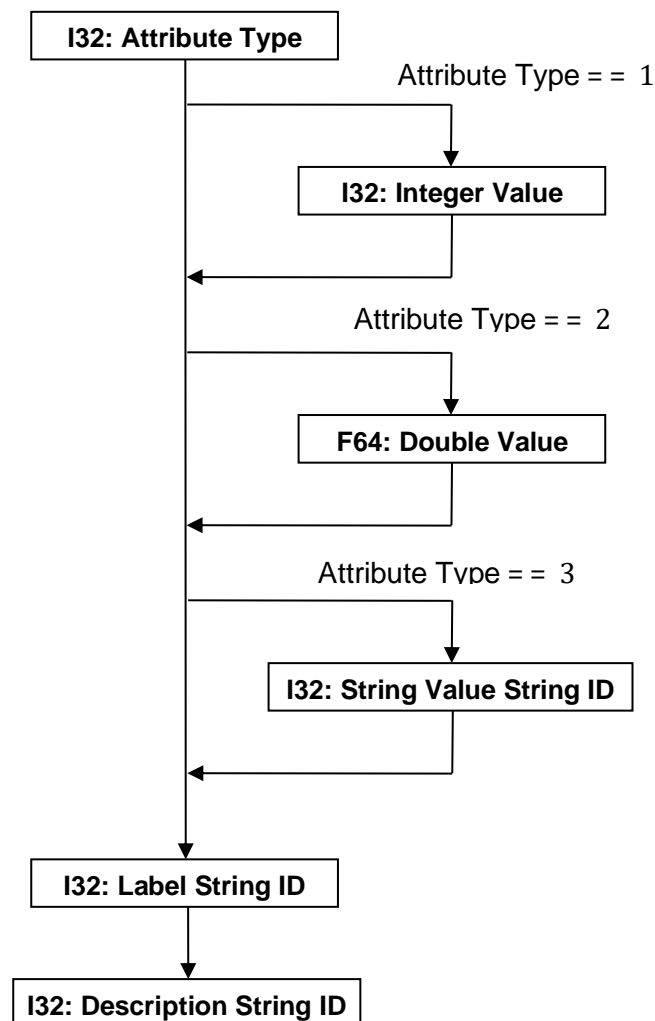 I32: Attribute Type
Attribute Type = = 1
I32: Integer Value
Attribute Type = = 2
F64: Double Value
Attribute Type = = 3
I32: String Value String ID
I32: Label String ID
I32: Description String ID